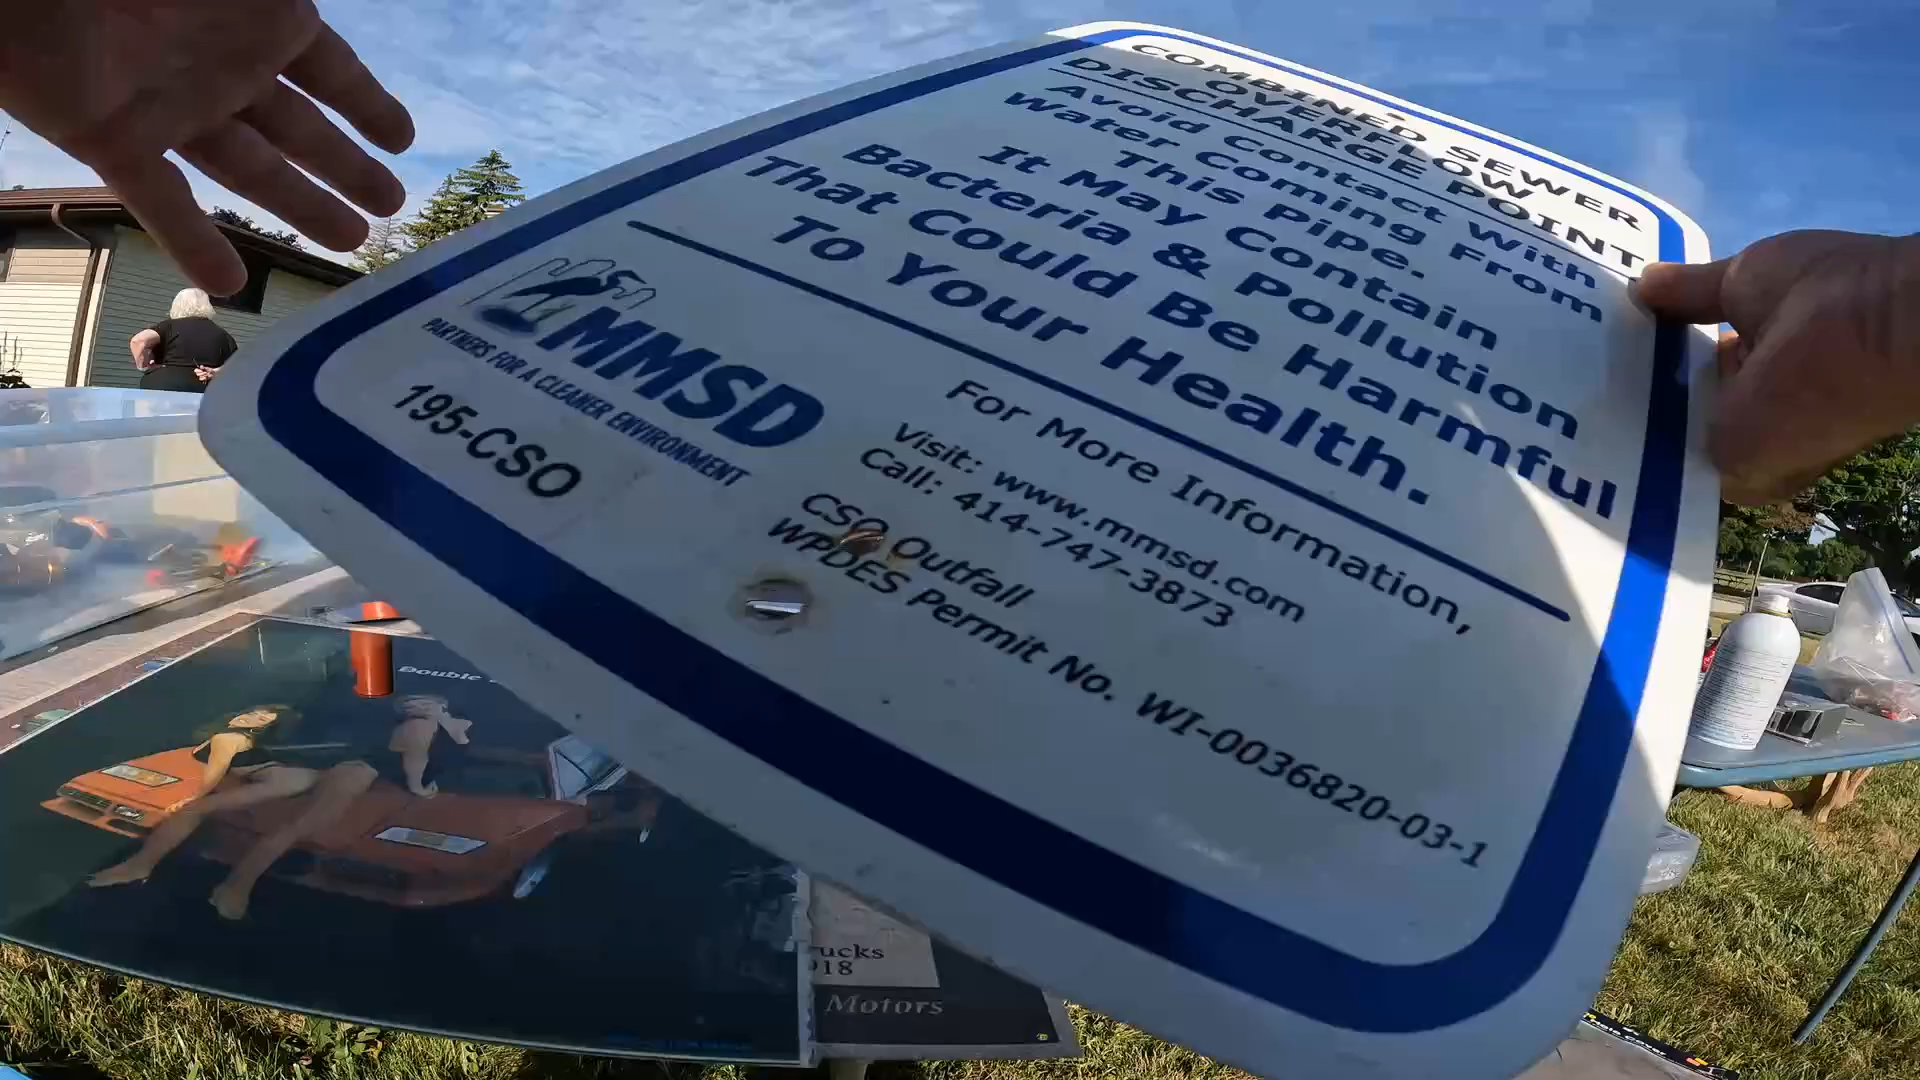 COMBINED SEWER
OVERFLOW
DISCHARGE POINT
Avoid Contact With
Water Coming From
This Pipe.
It May Contain
Bacteria & Pollution
That Could Be Harmful
To Your Health.
MMSD
PARTNERS FOR A CLEANER ENVIRONMENT
195-CSO
For More Information,
Visit: www.mmsd.com
Call: 414-747-3873
CSO Outfall
WPDES Permit No. WI-0036820-03-1
Double
ucks
918
Motors